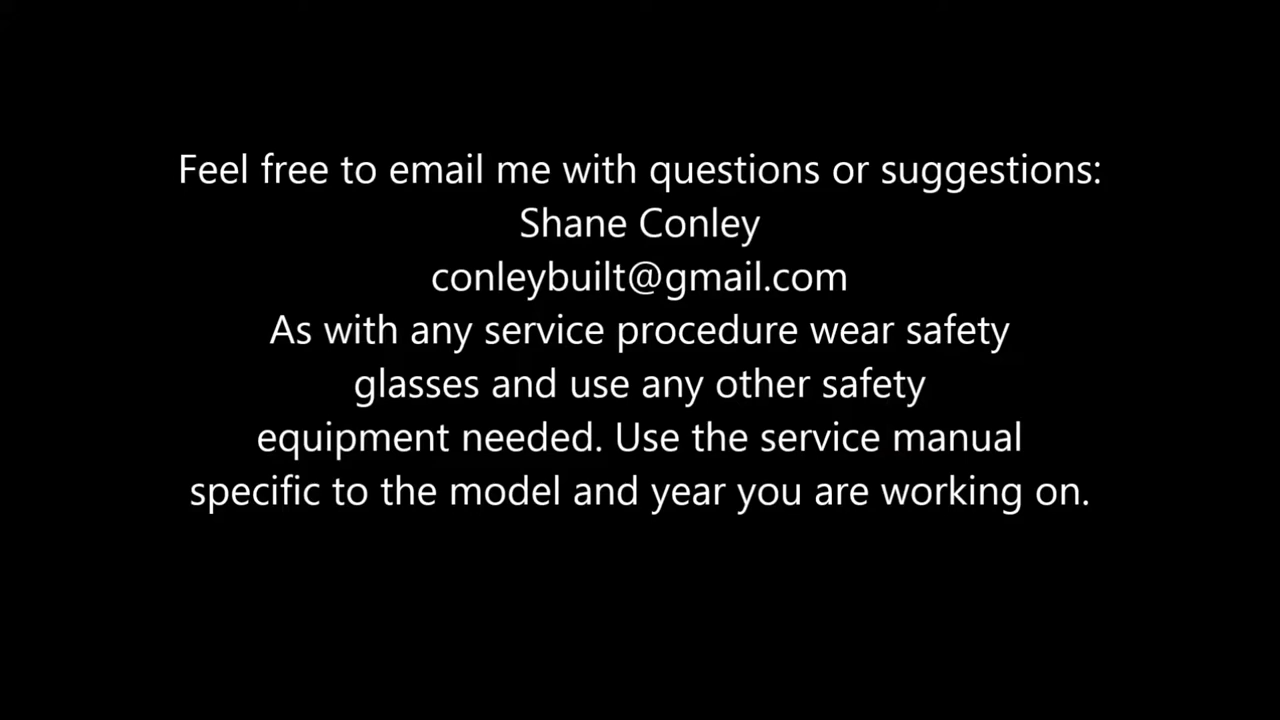 Feel free to email me with questions or suggestions:
Shane Conley
conleybuilt@gmail.com
As with any service procedure wear safety
glasses and use any other safety
equipment needed. Use the service manual
specific to the model and year you are working on.